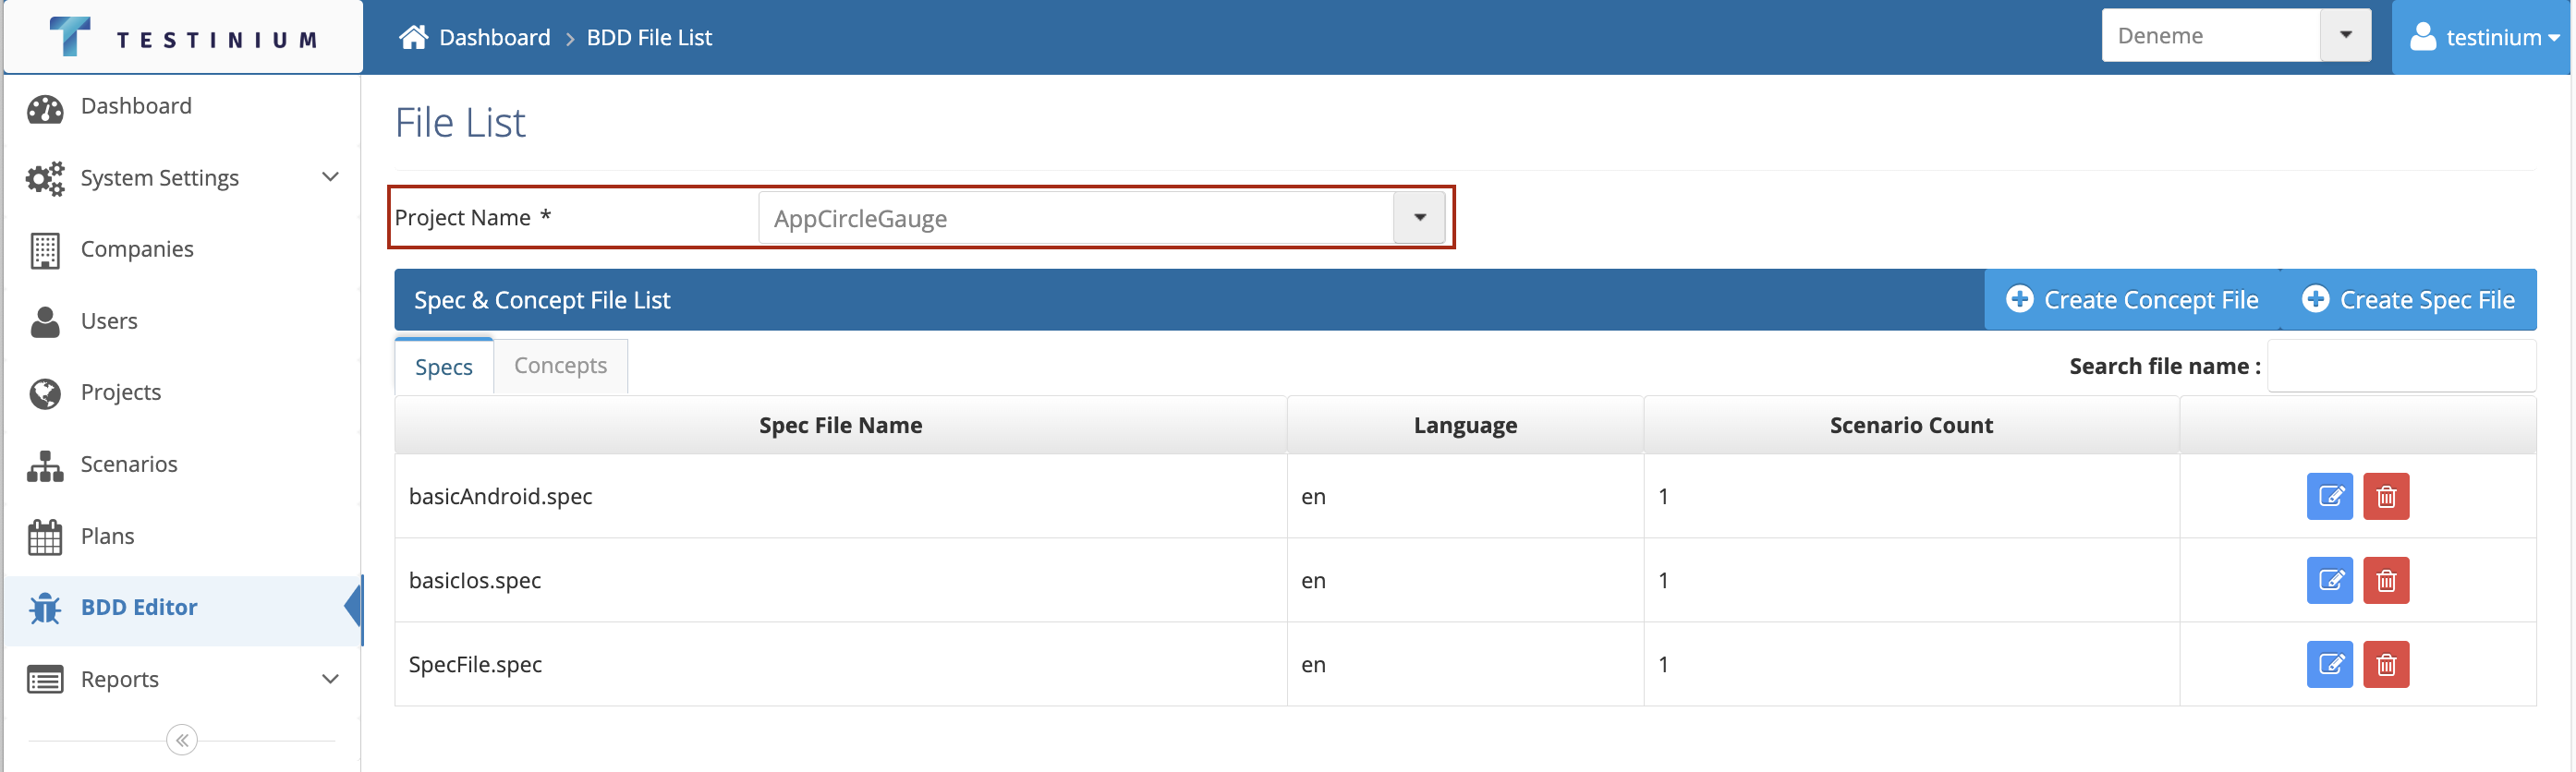 TESTINIUM
Dashboard > BDD File List
Deneme
testinium
Dashboard
System Settings
Companies
Users
Projects
Scenarios
Plans
BDD Editor
Reports
File List
Project Name *
AppCircleGauge
Spec & Concept File List
Create Concept File
Create Spec File
Specs
Concepts
Search file name :
Spec File Name Language Scenario Count
basicAndroid.spec en 1
basicIos.spec en 1
SpecFile.spec en 1